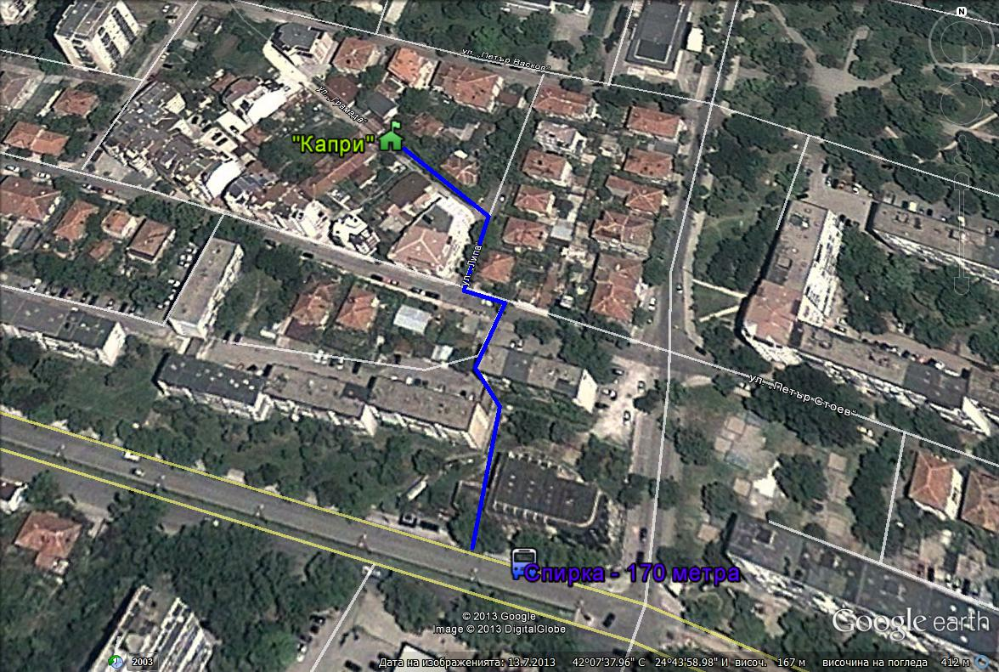 N
ул. „Петър Васков“
ул. „Грамада“
"Капри"
ул. „Липа“
ул. „Петър Стоев“
Спирка - 170 метра
© 2013 Google
Image © 2013 DigitalGlobe
Google earth
2003
Дата на изображенията: 13.7.2013 42°07'37.96" С 24°43'58.98" И височ. 167 м височина на погледа 412 м